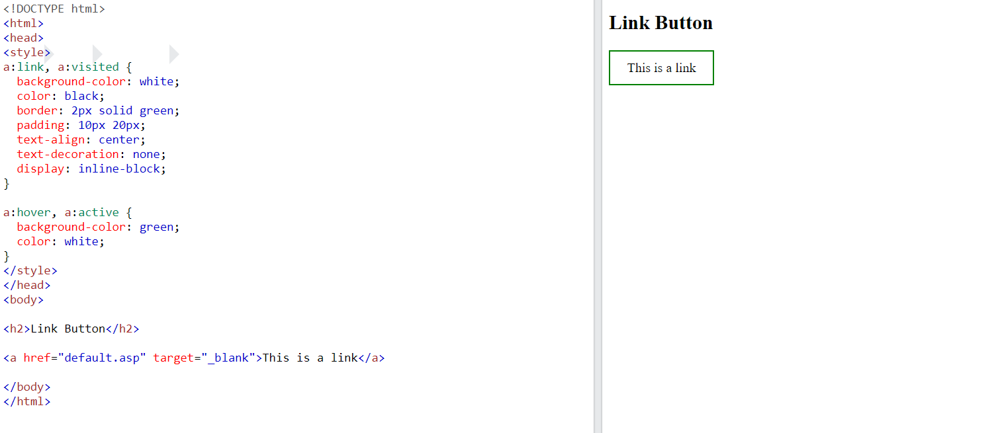 <!DOCTYPE html>
<html>
<head>
<style>
a:link, a:visited {
  background-color: white;
  color: black;
  border: 2px solid green;
  padding: 10px 20px;
  text-align: center;
  text-decoration: none;
  display: inline-block;
}

a:hover, a:active {
  background-color: green;
  color: white;
}
</style>
</head>
<body>

<h2>Link Button</h2>

<a href="default.asp" target="_blank">This is a link</a>

</body>
</html>
Link Button
This is a link